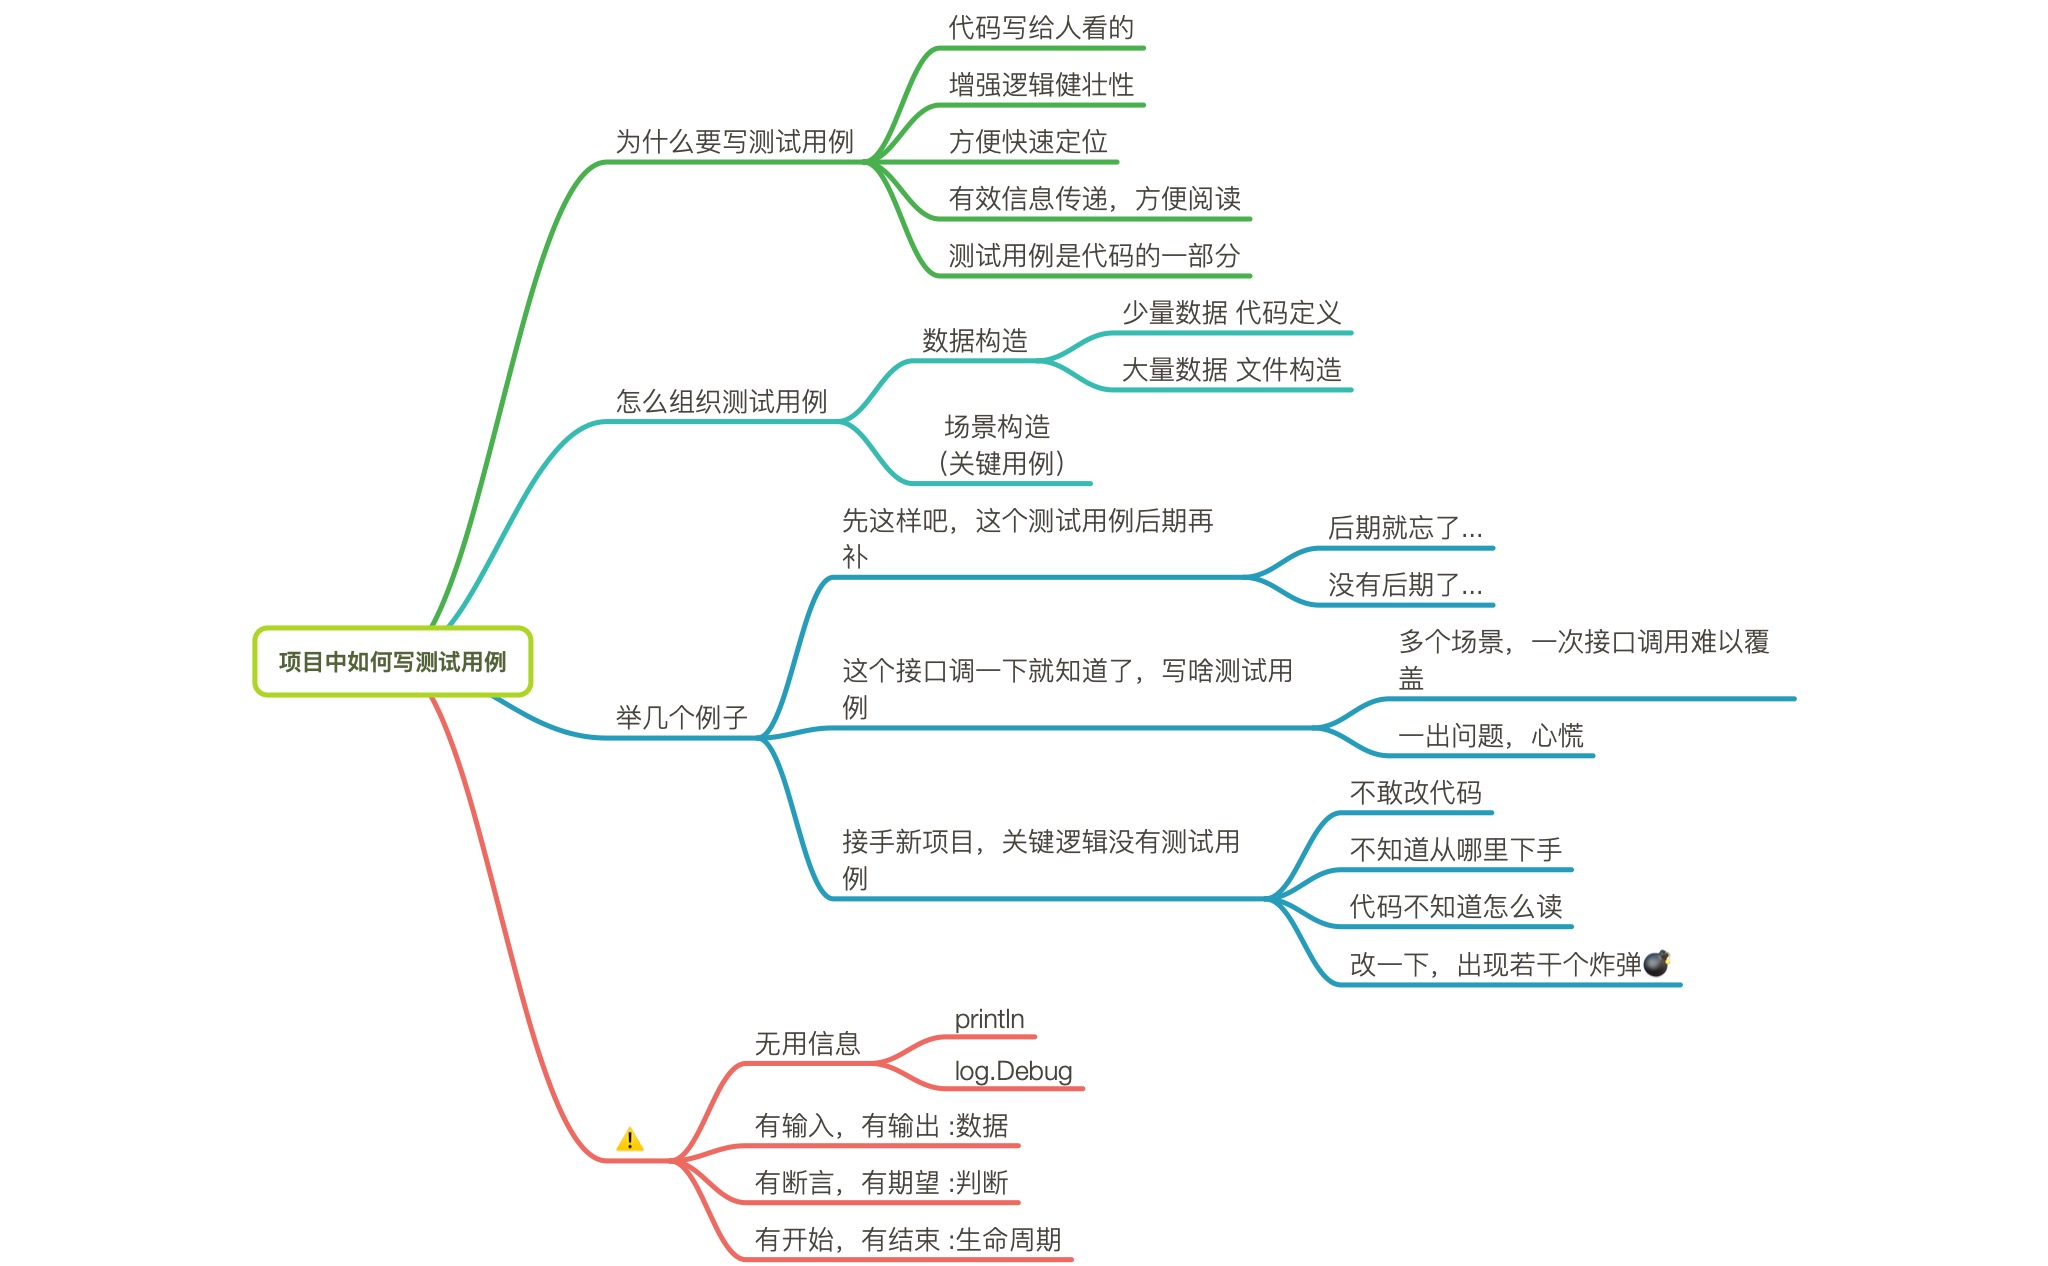 代码写给人看的
增强逻辑健壮性
为什么要写测试用例
方便快速定位
有效信息传递，方便阅读
测试用例是代码的一部分
少量数据 代码定义
数据构造
大量数据 文件构造
怎么组织测试用例
场景构造
（关键用例）
先这样吧，这个测试用例后期再
补
后期就忘了...
没有后期了...
项目中如何写测试用例
举几个例子
这个接口调一下就知道了，写啥测试用
例
多个场景，一次接口调用难以覆
盖
一出问题，心慌
接手新项目，关键逻辑没有测试用
例
不敢改代码
不知道从哪里下手
代码不知道怎么读
改一下，出现若干个炸弹💣
⚠️
无用信息
println
log.Debug
有输入，有输出 :数据
有断言，有期望 :判断
有开始，有结束 :生命周期